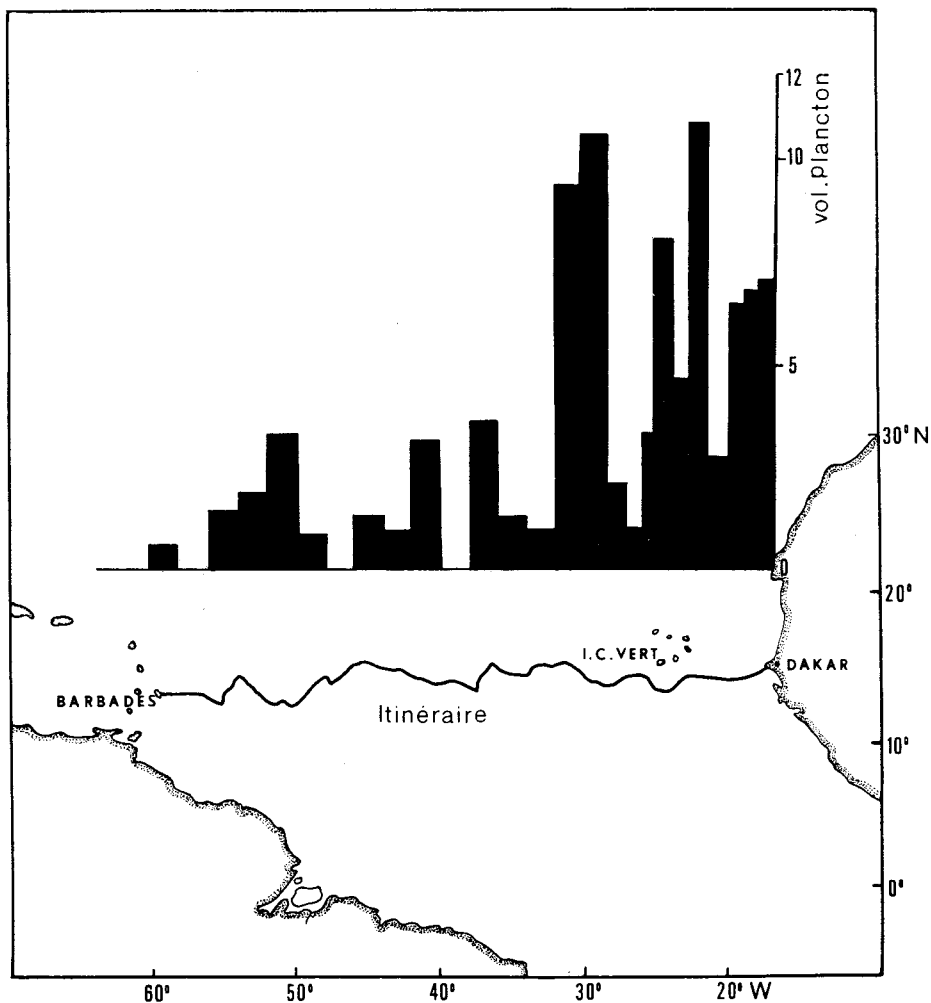 12
10
vol. plancton
5
30° N
0
20°
I.C. VERT
DAKAR
BARBADES
Itinéraire
10°
0°
60°
50°
40°
30°
20° W